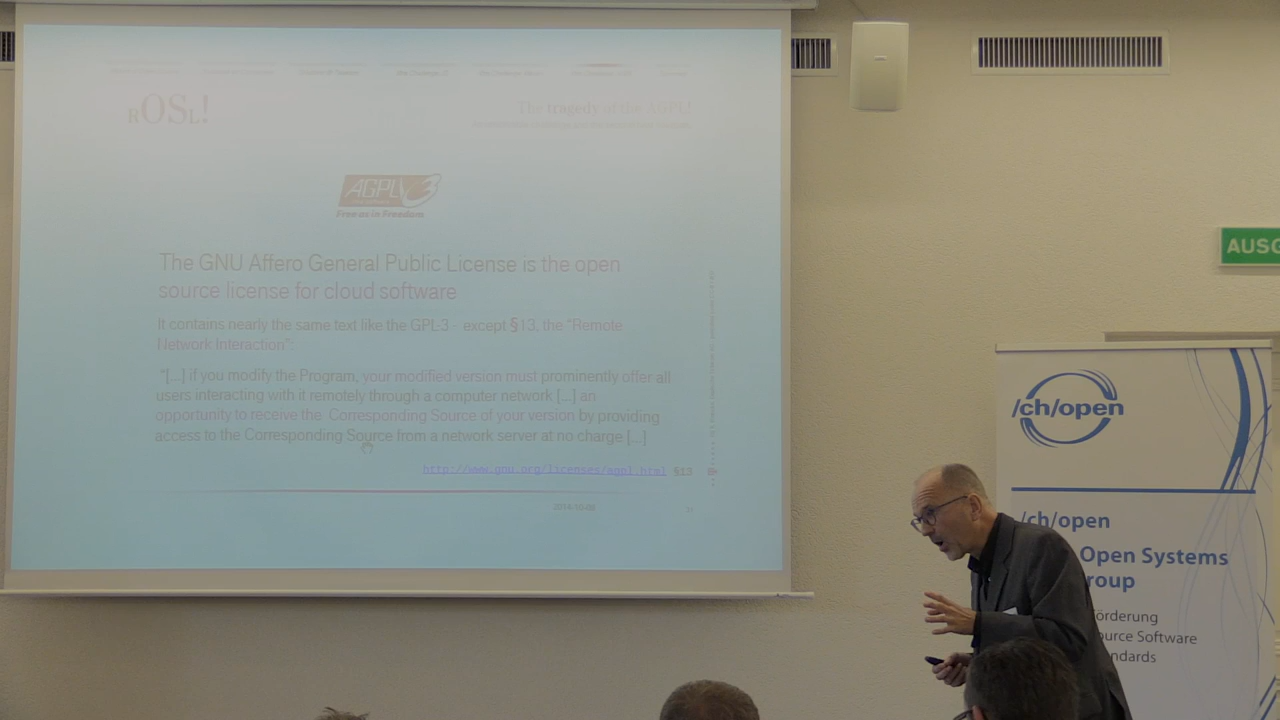 ROSL!
The tragedy of the AGPL!
AGPLv3
Free as in Freedom
The GNU Affero General Public License is the open
source license for cloud software
It contains nearly the same text like the GPL-3 - except §13, the "Remote
Network Interaction":
"[...] if you modify the Program, your modified version must prominently offer all
users interacting with it remotely through a computer network [...] an
opportunity to receive the Corresponding Source of your version by providing
access to the Corresponding Source from a network server at no charge [...]
http://www.gnu.org/licenses/agpl.html §13
AUSG
/ch/open
/ch/open
Open Systems
roup
örderung
ource Software
ndards